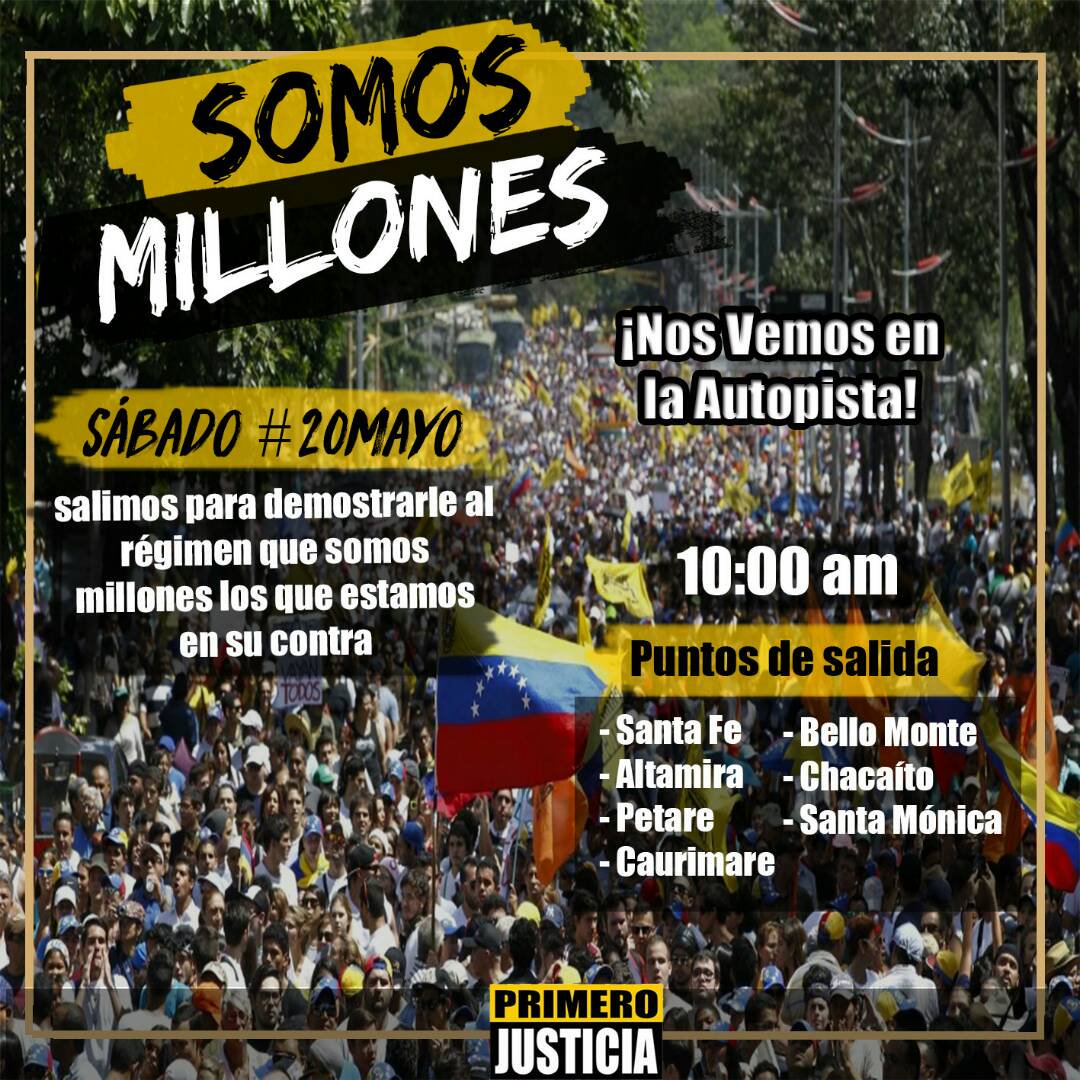 SOMOS
MILLONES
¡Nos Vemos en
la Autopista!
SÁBADO #20MAYO
salimos para demostrarle al
régimen que somos
millones los que estamos
en su contra
10:00 am
Puntos de salida
- Santa Fe
- Altamira
- Petare
- Caurimare
- Bello Monte
- Chacaíto
- Santa Mónica
TODOS
PRIMERO
JUSTICIA